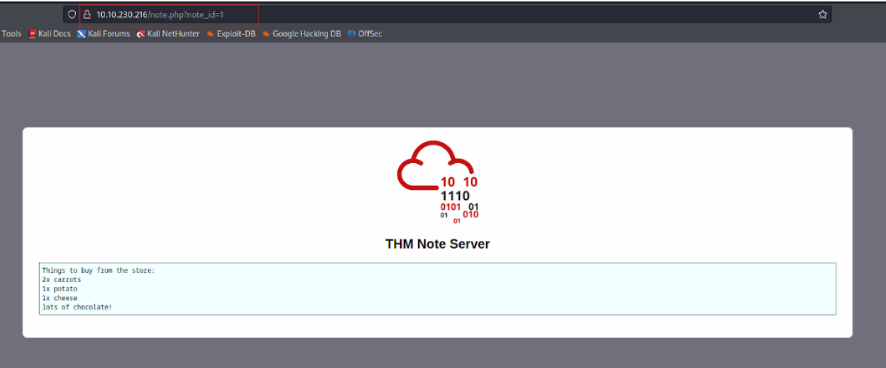 10.10.230.216/note.php?note_id=1
Tools Kali Docs Kali Forums Kali NetHunter Exploit-DB Google Hacking DB OffSec
10 10
1110
0101 01
01 010
01
THM Note Server
Things to buy from the store:
2x carrots
1x potato
1x cheese
lots of chocolate!